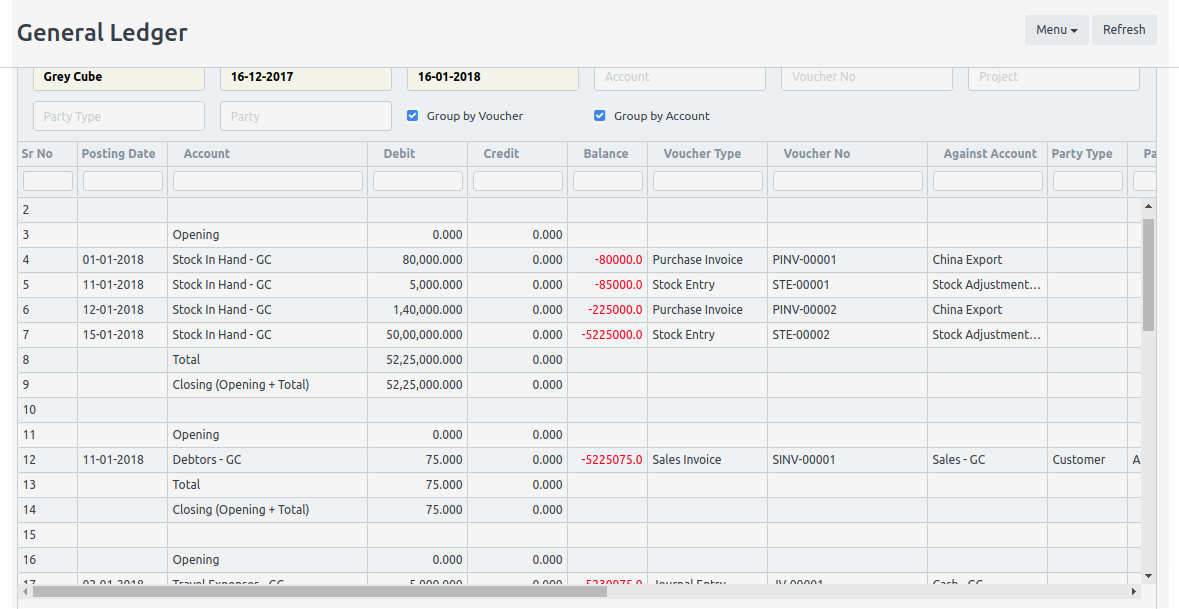 General Ledger
Menu Refresh
Grey Cube 16-12-2017 16-01-2018 Account Voucher No Project
Party Type Party Group by Voucher Group by Account
Sr No Posting Date Account Debit Credit Balance Voucher Type Voucher No Against Account Party Type Pa
2
3 Opening 0.000 0.000
4 01-01-2018 Stock In Hand - GC 80,000.000 0.000 -80000.0 Purchase Invoice PINV-00001 China Export
5 11-01-2018 Stock In Hand - GC 5,000.000 0.000 -85000.0 Stock Entry STE-00001 Stock Adjustment...
6 12-01-2018 Stock In Hand - GC 1,40,000.000 0.000 -225000.0 Purchase Invoice PINV-00002 China Export
7 15-01-2018 Stock In Hand - GC 50,00,000.000 0.000 -5225000.0 Stock Entry STE-00002 Stock Adjustment...
8 Total 52,25,000.000 0.000
9 Closing (Opening + Total) 52,25,000.000 0.000
10
11 Opening 0.000 0.000
12 11-01-2018 Debtors - GC 75.000 0.000 -5225075.0 Sales Invoice SINV-00001 Sales - GC Customer A
13 Total 75.000 0.000
14 Closing (Opening + Total) 75.000 0.000
15
16 Opening 0.000 0.000
17 Travel Expenses - GC 5,000.000 0.000 -5230075.0 Journal Entry JV-00001 Cash - GC